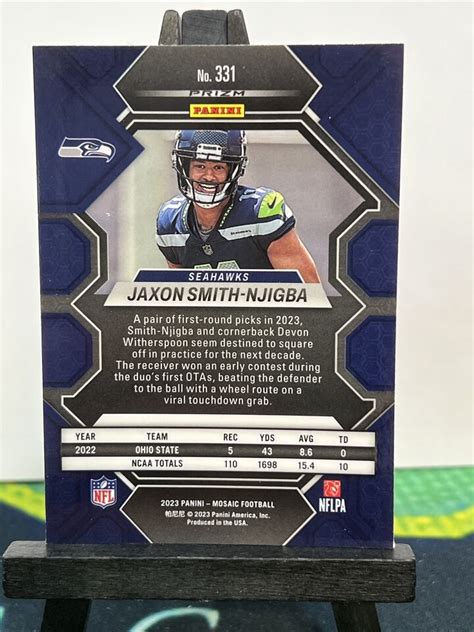 No. 331
PRIZM
PANINI
SEAHAWKS
JAXON SMITH-NJIGBA
A pair of first-round picks in 2023,
Smith-Njigba and cornerback Devon
Witherspoon seem destined to square
off in practice for the next decade.
The receiver won an early contest during
the duo's first OTAs, beating the defender
to the ball with a wheel route on a
viral touchdown grab.
YEAR TEAM REC YDS AVG TD
2022 OHIO STATE 5 43 8.6 0
NCAA TOTALS 110 1698 15.4 10
NFL
2023 PANINI – MOSAIC FOOTBALL
帕尼尼 © 2023 Panini America, Inc.
Produced in the USA.
NFLPA